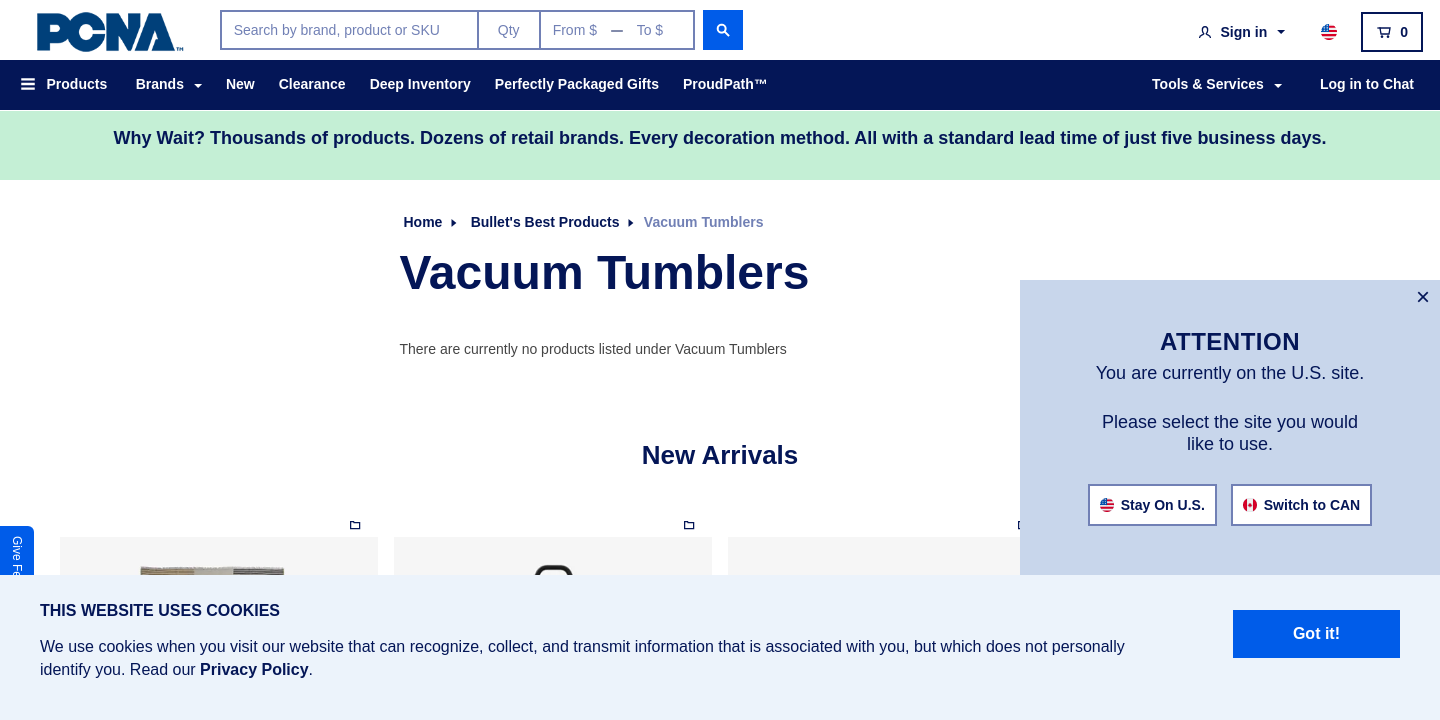 PCNA™
Search by brand, product or SKU
Qty
From $ — To $
Sign in
0
Products
Brands
New
Clearance
Deep Inventory
Perfectly Packaged Gifts
ProudPath™
Tools & Services
Log in to Chat
Why Wait? Thousands of products. Dozens of retail brands. Every decoration method. All with a standard lead time of just five business days.
Home
Bullet's Best Products
Vacuum Tumblers
Vacuum Tumblers
There are currently no products listed under Vacuum Tumblers
ATTENTION
You are currently on the U.S. site.
Please select the site you would
like to use.
Stay On U.S.
Switch to CAN
New Arrivals
Give
THIS WEBSITE USES COOKIES
We use cookies when you visit our website that can recognize, collect, and transmit information that is associated with you, but which does not personally
identify you. Read our Privacy Policy.
Got it!